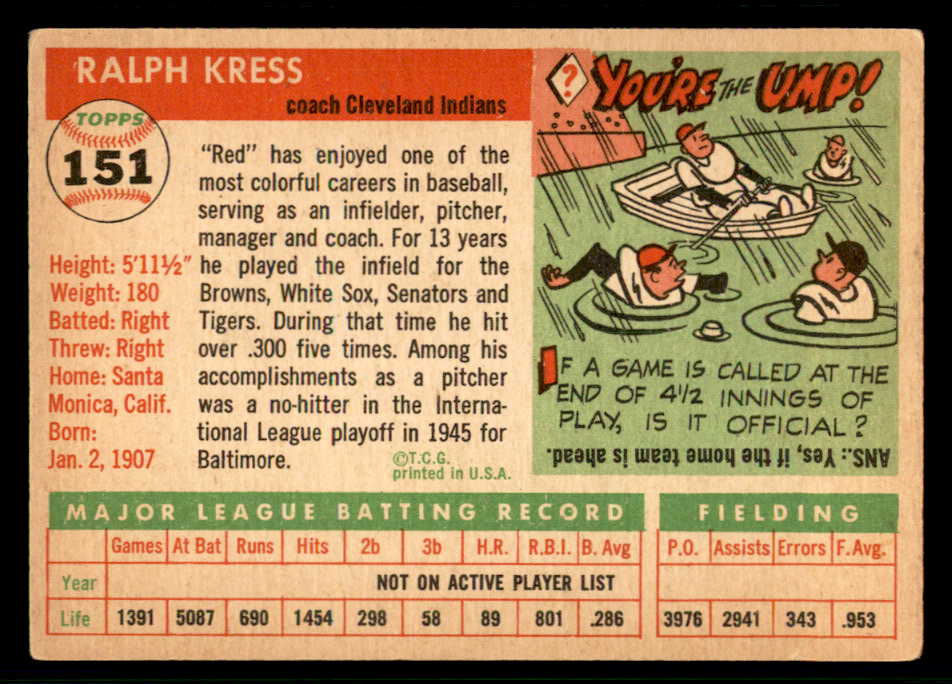 RALPH KRESS
coach Cleveland Indians
TOPPS
151
Height: 5'11½"
Weight: 180
Batted: Right
Threw: Right
Home: Santa
Monica, Calif.
Born:
Jan. 2, 1907
"Red" has enjoyed one of the
most colorful careers in baseball,
serving as an infielder, pitcher,
manager and coach. For 13 years
he played the infield for the
Browns, White Sox, Senators and
Tigers. During that time he hit
over .300 five times. Among his
accomplishments as a pitcher
was a no-hitter in the Interna-
tional League playoff in 1945 for
Baltimore.
©T.C.G.
printed in U.S.A.
?
YOU'RE THE UMP!
IF A GAME IS CALLED AT THE
END OF 4½ INNINGS OF
PLAY, IS IT OFFICIAL?
ANS.: Yes, if the home team is ahead.
MAJOR LEAGUE BATTING RECORD FIELDING
Games At Bat Runs Hits 2b 3b H.R. R.B.I. B. Avg P.O. Assists Errors F.Avg.
Year NOT ON ACTIVE PLAYER LIST
Life 1391 5087 690 1454 298 58 89 801 .286 3976 2941 343 .953